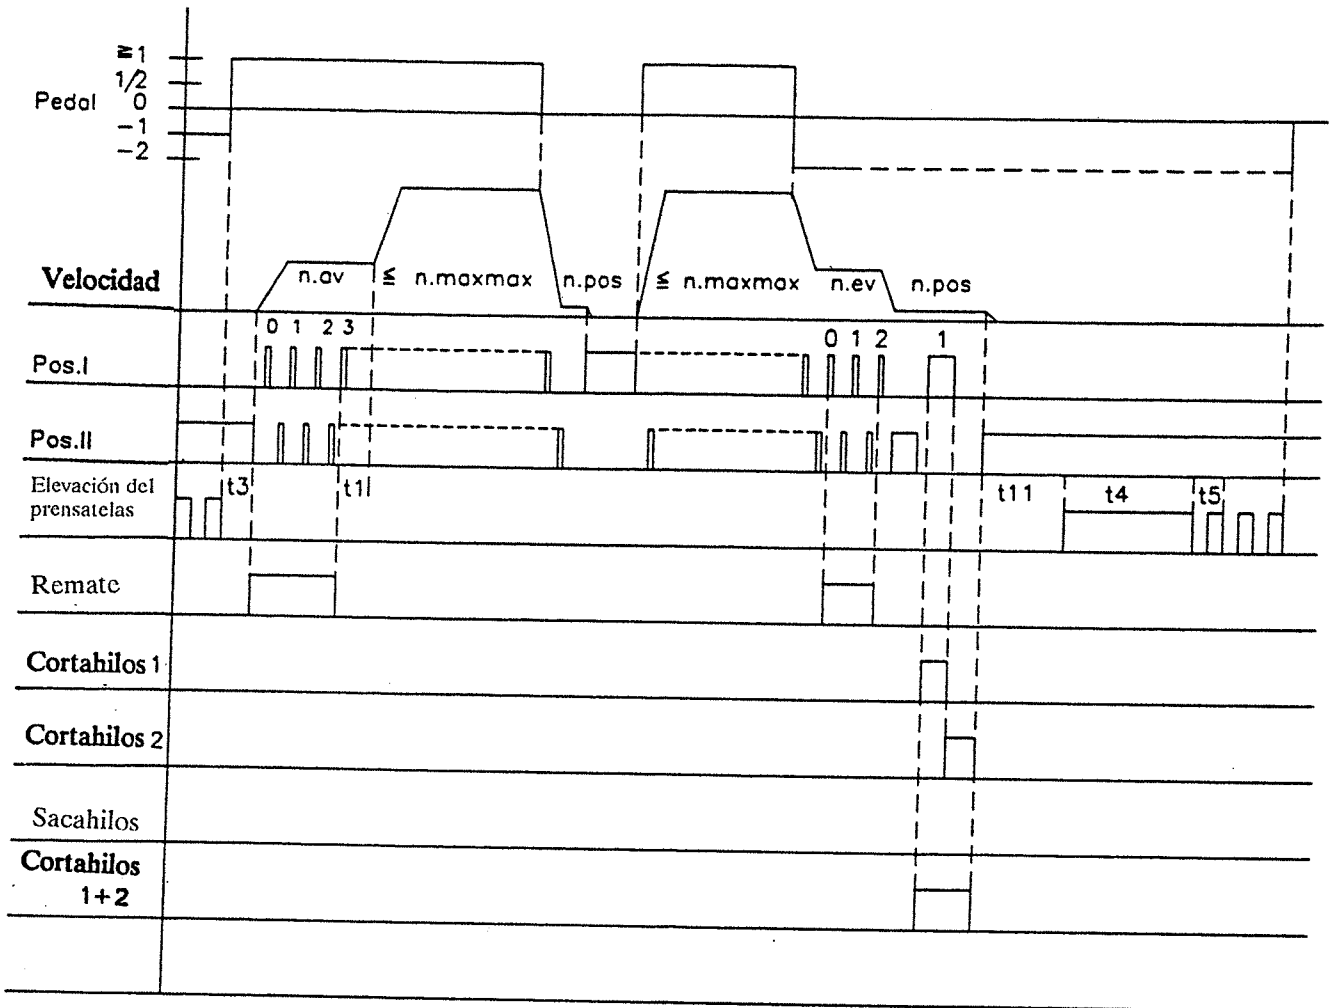 ≧1
1/2
Pedal 0
-1
-2
Velocidad n.av ≦ n.maxmax n.pos ≦ n.maxmax n.ev n.pos
0 1 2 3 0 1 2 1
Pos.I
Pos.II
Elevación del prensatelas t3 t1 t11 t4 t5
Remate
Cortahilos 1
Cortahilos 2
Sacahilos
Cortahilos
1+2